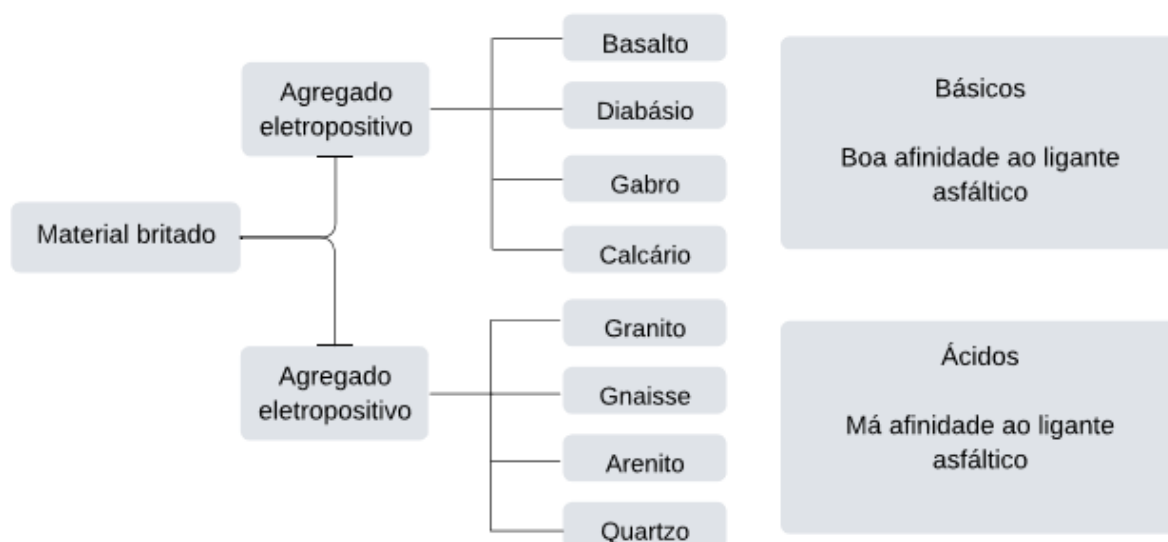 Material britado
Agregado
eletropositivo
Basalto
Diabásio
Gabro
Calcário
Básicos
Boa afinidade ao ligante
asfáltico
Agregado
eletropositivo
Granito
Gnaisse
Arenito
Quartzo
Ácidos
Má afinidade ao ligante
asfáltico